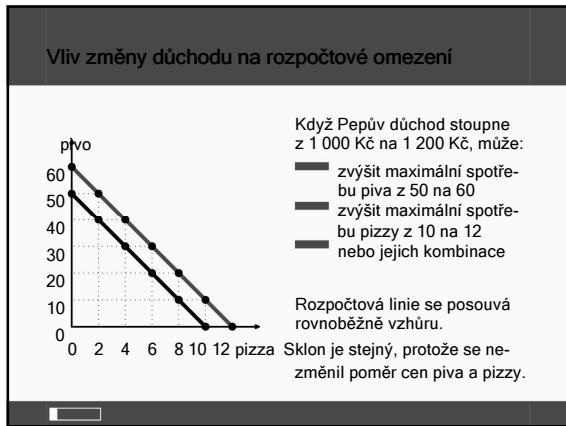 Vliv změny důchodu na rozpočtové omezení
pivo
60
50
40
30
20
10
0
0 2 4 6 8 10 12 pizza
Když Pepův důchod stoupne
z 1 000 Kč na 1 200 Kč, může:
zvýšit maximální spotře-
bu piva z 50 na 60
zvýšit maximální spotře-
bu pizzy z 10 na 12
nebo jejich kombinace
Rozpočtová linie se posouvá
rovnoběžně vzhůru.
Sklon je stejný, protože se ne-
změnil poměr cen piva a pizzy.